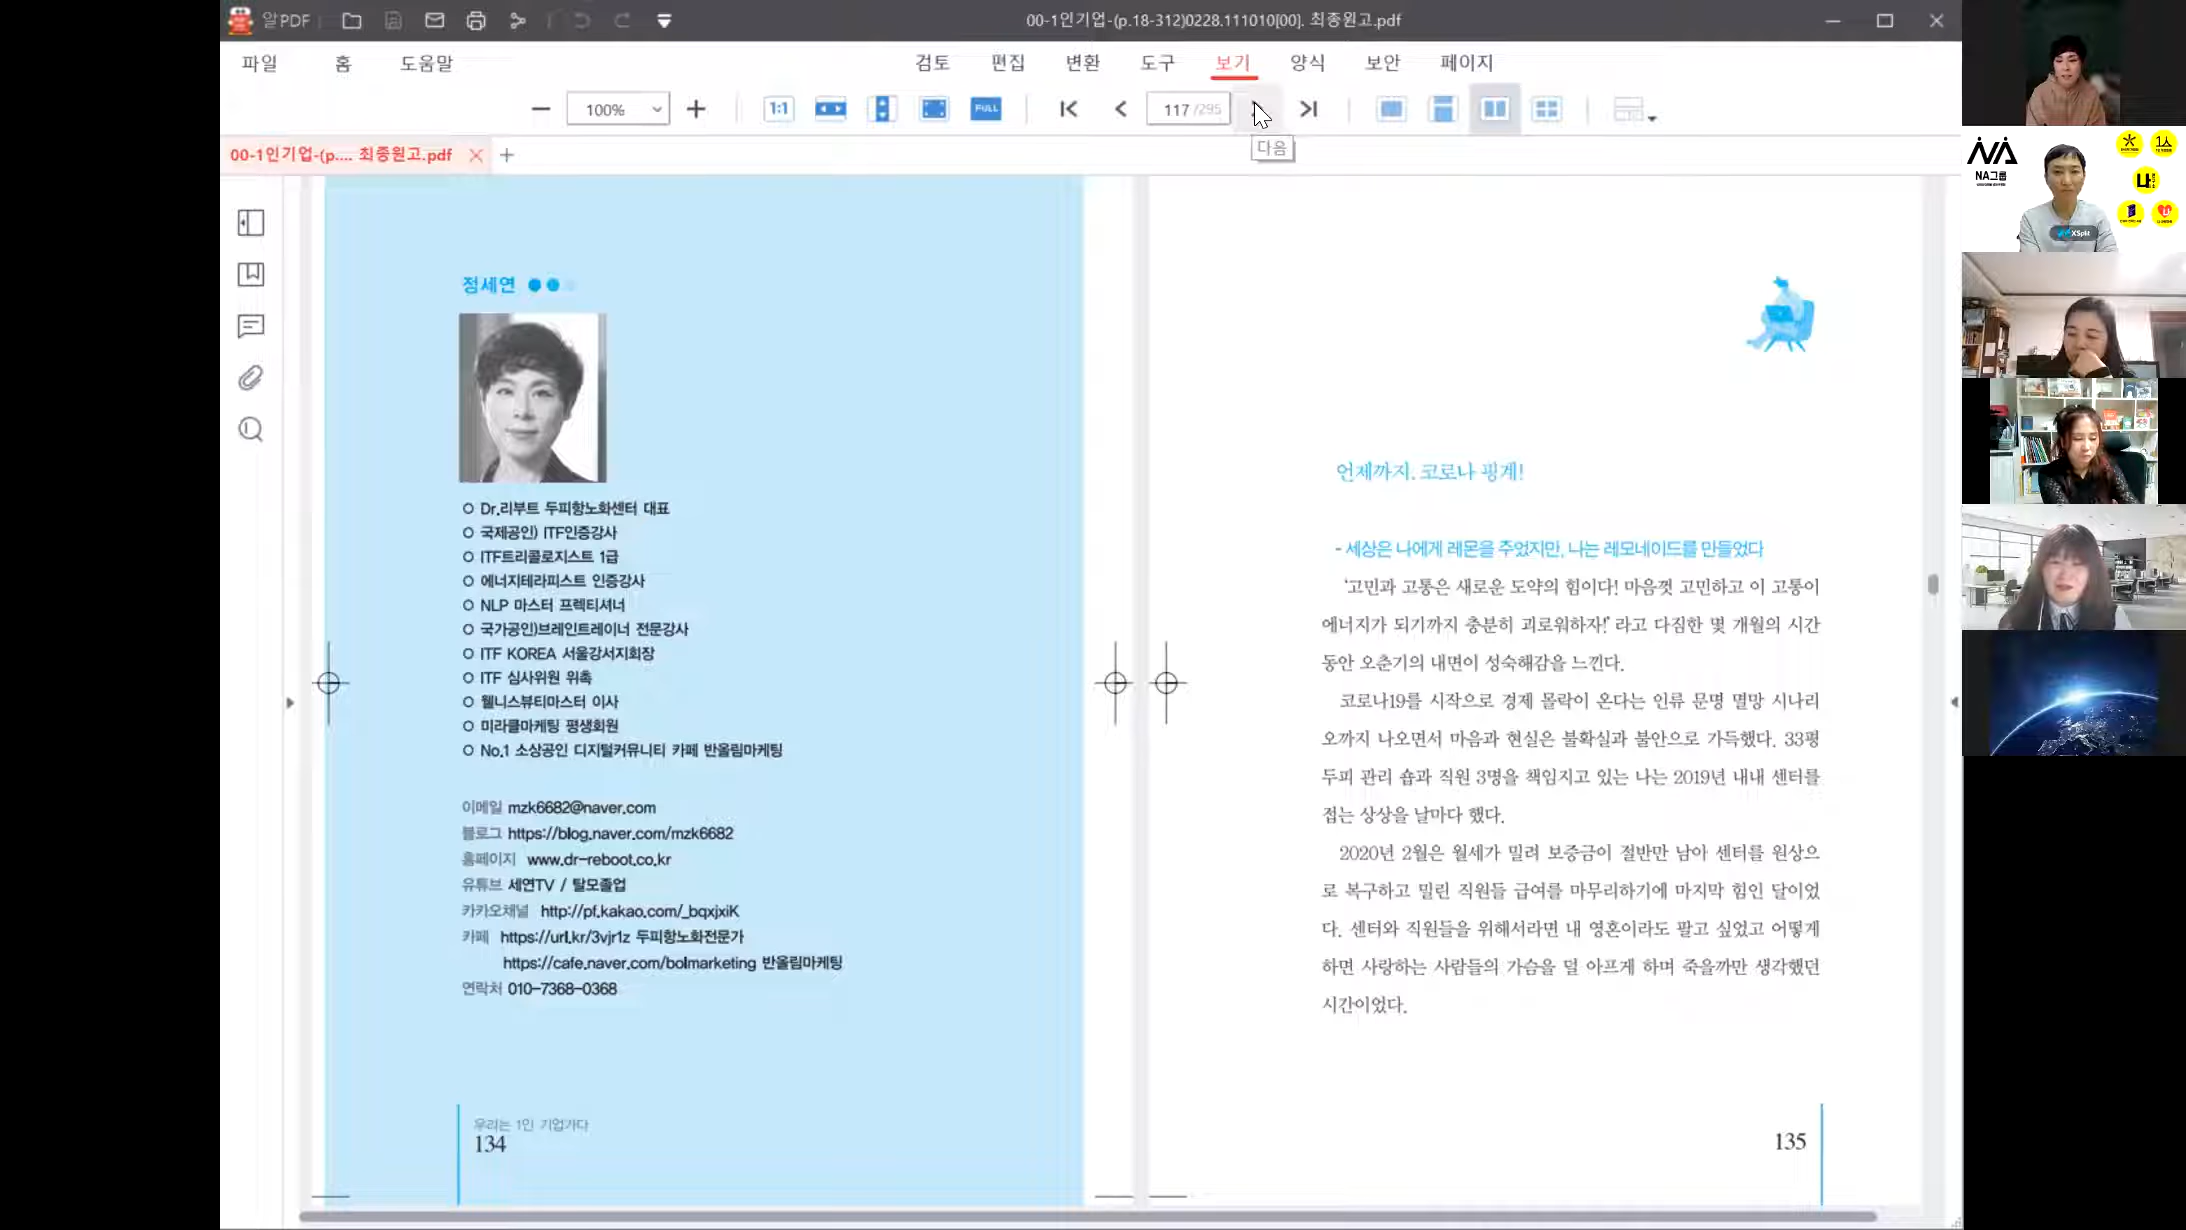 알PDF
00-1인기업-(p.18-312)0228.111010[00]. 최종원고.pdf
파일 홈 도움말 검토 편집 변환 도구 보기 양식 보안 페이지
100% 1:1 FULL 117 /295
다음
00-1인기업-(p.... 최종원고.pdf
정세연
Dr.리부트 두피항노화센터 대표
국제공인) ITF인증강사
ITF트리콜로지스트 1급
에너지테라피스트 인증강사
NLP 마스터 프렉티셔너
국가공인)브레인트레이너 전문강사
ITF KOREA 서울강서지회장
ITF 심사위원 위촉
웰니스뷰티마스터 이사
미라클마케팅 평생회원
No.1 소상공인 디지털커뮤니티 카페 반올림마케팅
이메일 mzk6682@naver.com
블로그 https://blog.naver.com/mzk6682
홈페이지 www.dr-reboot.co.kr
유튜브 세연TV / 탈모졸업
카카오채널 http://pf.kakao.com/_bqxjxiK
카페 https://url.kr/3vjr1z 두피항노화전문가
https://cafe.naver.com/bolmarketing 반올림마케팅
연락처 010-7368-0368
우리는 1인 기업가다
134
언제까지, 코로나 핑계!
- 세상은 나에게 레몬을 주었지만, 나는 레모네이드를 만들었다
'고민과 고통은 새로운 도약의 힘이다! 마음껏 고민하고 이 고통이
에너지가 되기까지 충분히 괴로워하자!' 라고 다짐한 몇 개월의 시간
동안 오춘기의 내면이 성숙해감을 느낀다.
코로나19를 시작으로 경제 몰락이 온다는 인류 문명 멸망 시나리
오까지 나오면서 마음과 현실은 불확실과 불안으로 가득했다. 33평
두피 관리 숍과 직원 3명을 책임지고 있는 나는 2019년 내내 센터를
접는 상상을 날마다 했다.
2020년 2월은 월세가 밀려 보증금이 절반만 남아 센터를 원상으
로 복구하고 밀린 직원들 급여를 마무리하기에 마지막 힘인 달이었
다. 센터와 직원들을 위해서라면 내 영혼이라도 팔고 싶었고 어떻게
하면 사랑하는 사람들의 가슴을 덜 아프게 하며 죽을까만 생각했던
시간이었다.
135
NA그룹
1인
나
XSplit